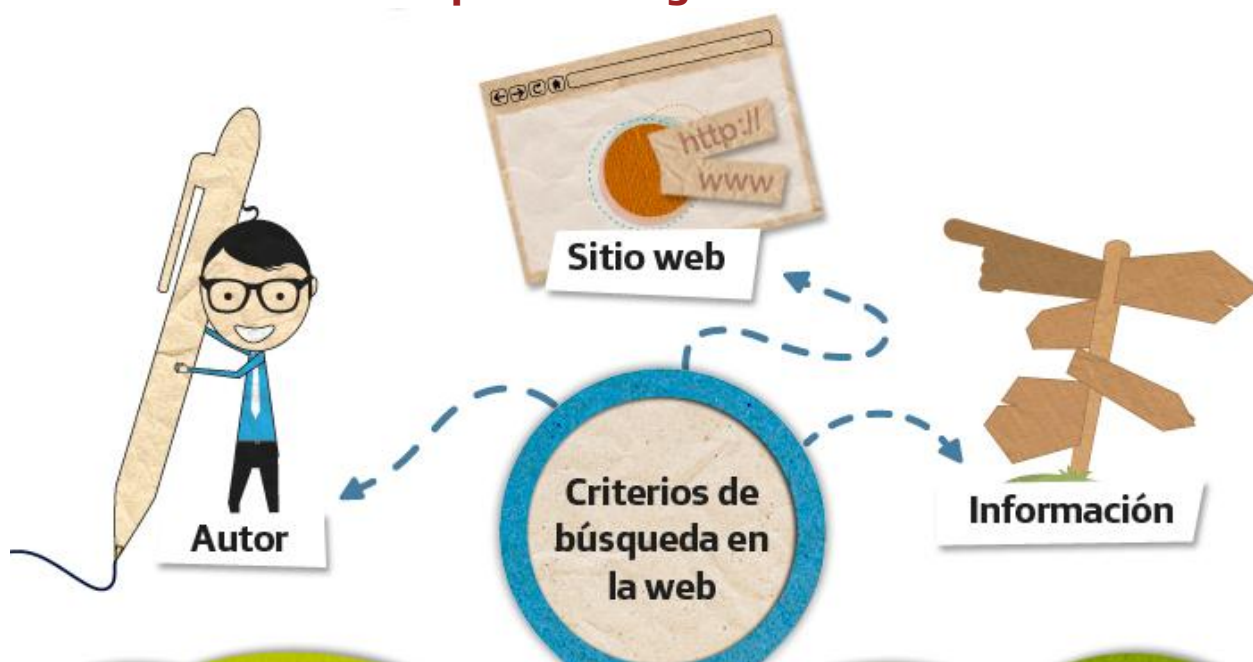 http://
www
Sitio web
Autor
Información
Criterios de
búsqueda en
la web